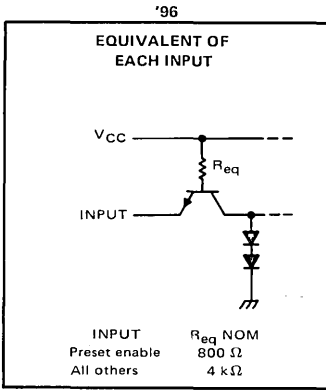 '96
EQUIVALENT OF
EACH INPUT
VCC
Req
INPUT
INPUT Req NOM
Preset enable 800 Ω
All others 4 kΩ